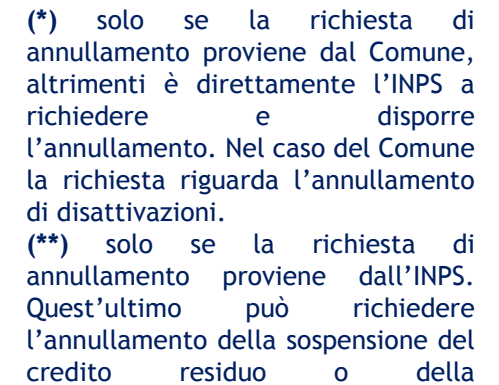 (*) solo se la richiesta di
annullamento proviene dal Comune,
altrimenti è direttamente l’INPS a
richiedere e disporre
l’annullamento. Nel caso del Comune
la richiesta riguarda l’annullamento
di disattivazioni.
(**) solo se la richiesta di
annullamento proviene dall’INPS.
Quest’ultimo può richiedere
l’annullamento della sospensione del
credito residuo o della